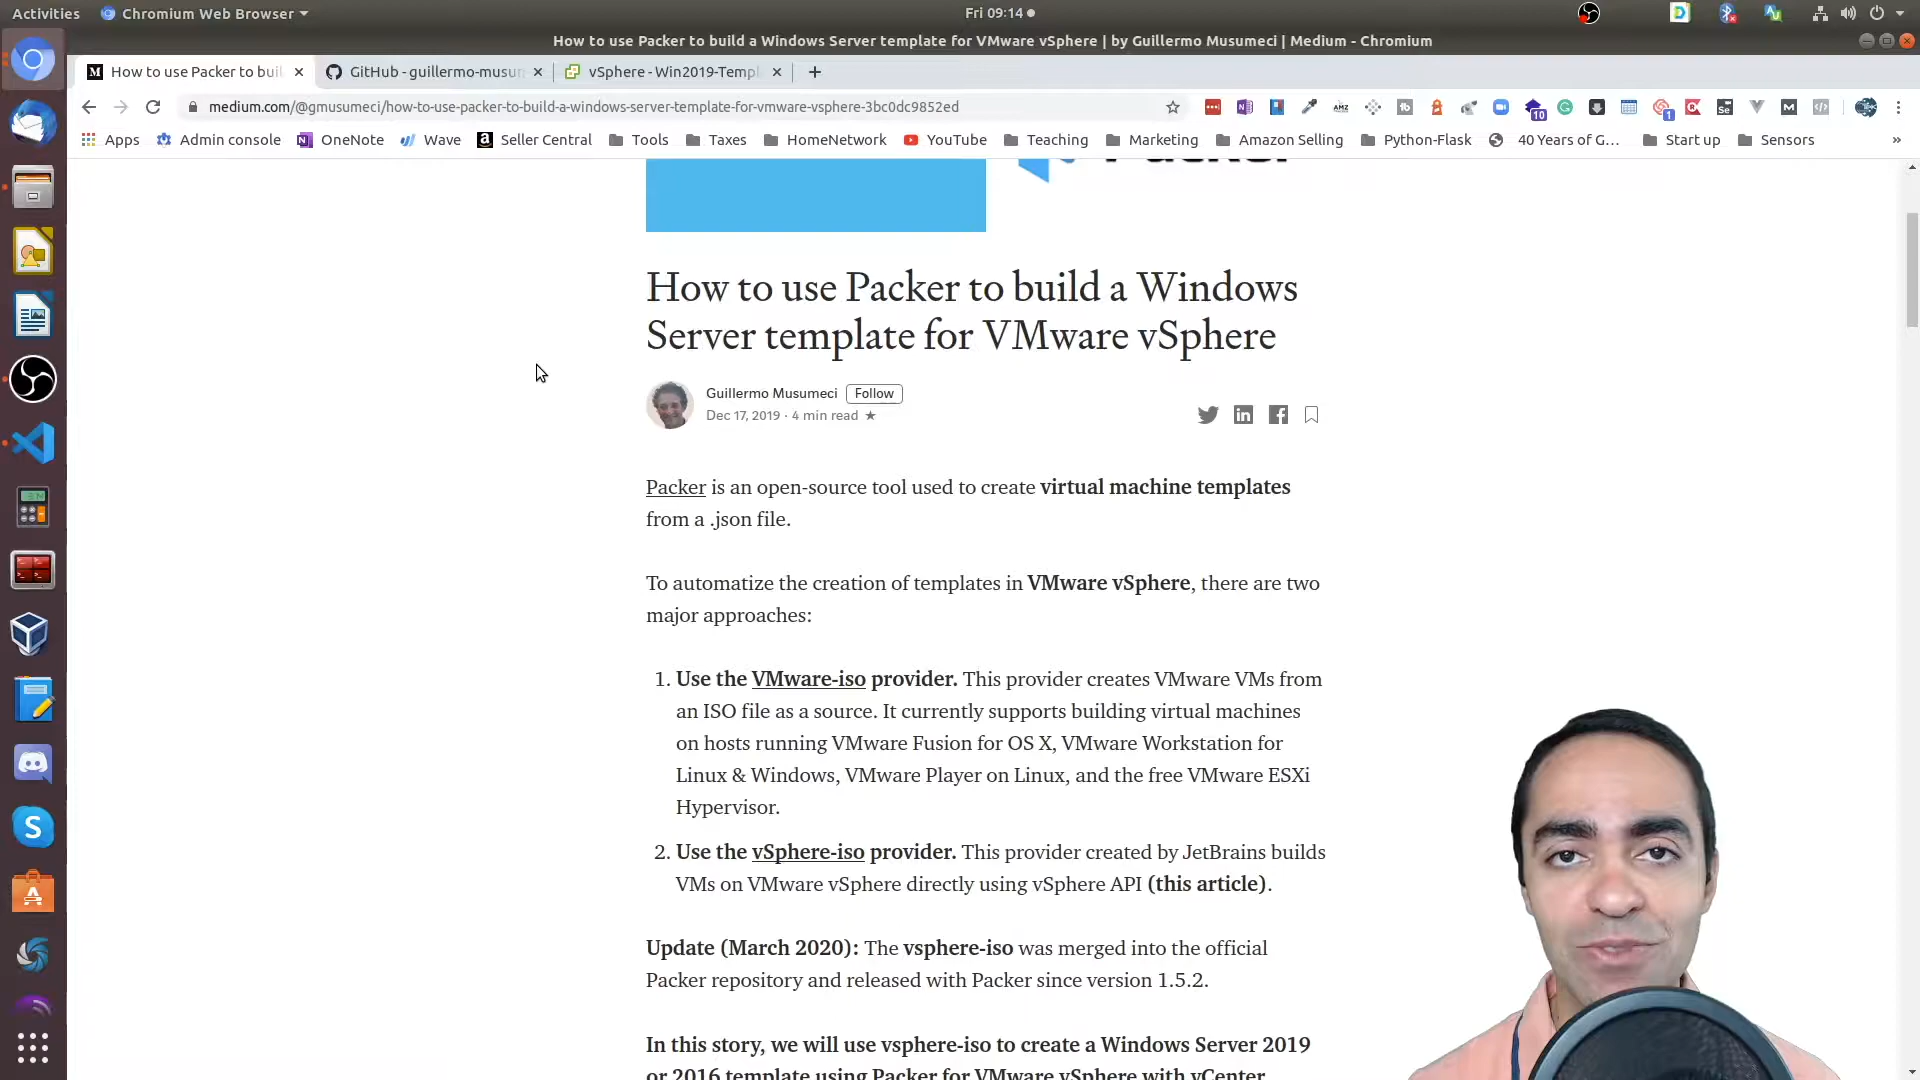 Activities
Chromium Web Browser
Fri 09:14
How to use Packer to build a Windows Server template for VMware vSphere | by Guillermo Musumeci | Medium - Chromium
How to use Packer to buil
GitHub - guillermo-musum
vSphere - Win2019-Templ
medium.com/@gmusumeci/how-to-use-packer-to-build-a-windows-server-template-for-vmware-vsphere-3bc0dc9852ed
Apps
Admin console
OneNote
Wave
Seller Central
Tools
Taxes
HomeNetwork
YouTube
Teaching
Marketing
Amazon Selling
Python-Flask
40 Years of G...
Start up
Sensors
»
How to use Packer to build a Windows
Server template for VMware vSphere
Guillermo Musumeci
Follow
Dec 17, 2019 · 4 min read
Packer is an open-source tool used to create virtual machine templates
from a .json file.
To automatize the creation of templates in VMware vSphere, there are two
major approaches:
1. Use the VMware-iso provider. This provider creates VMware VMs from
an ISO file as a source. It currently supports building virtual machines
on hosts running VMware Fusion for OS X, VMware Workstation for
Linux & Windows, VMware Player on Linux, and the free VMware ESXi
Hypervisor.
2. Use the vSphere-iso provider. This provider created by JetBrains builds
VMs on VMware vSphere directly using vSphere API (this article).
Update (March 2020): The vsphere-iso was merged into the official
Packer repository and released with Packer since version 1.5.2.
In this story, we will use vsphere-iso to create a Windows Server 2019
or 2016 template using Packer for VMware vSphere with vCenter